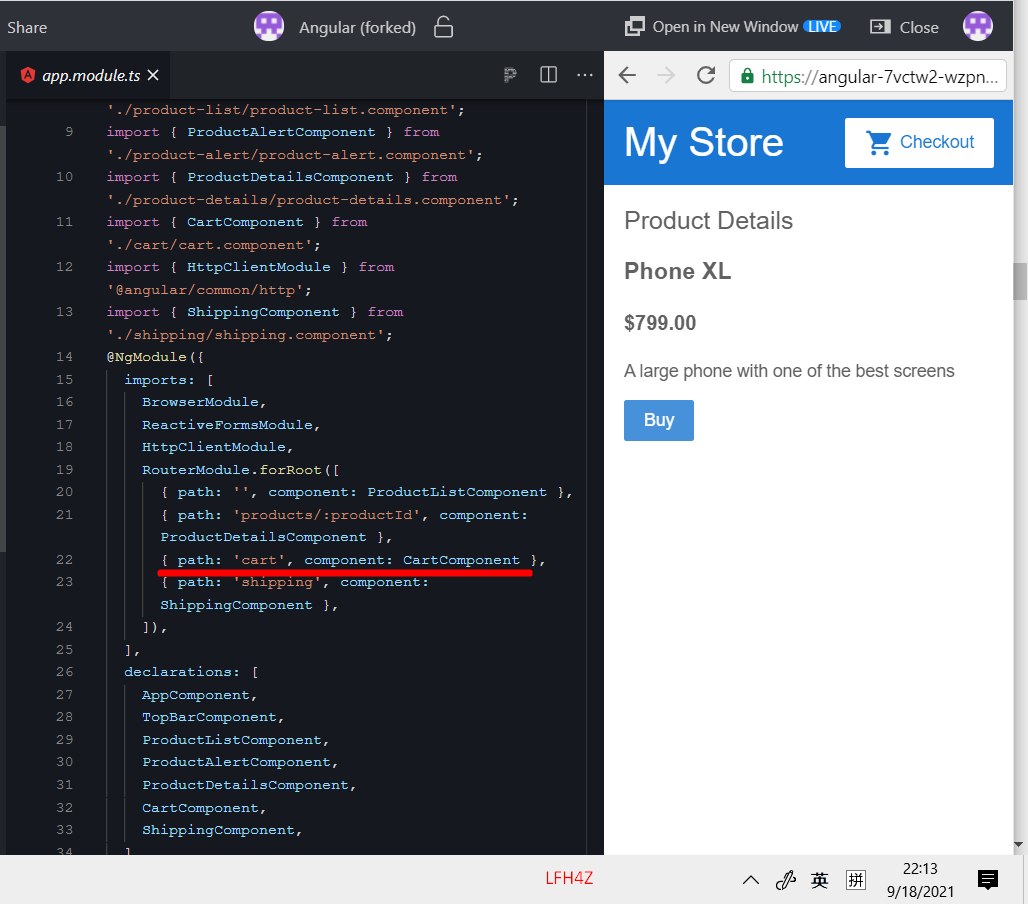 Share
Angular (forked)
Open in New Window LIVE
Close
app.module.ts
https://angular-7vctw2-wzpn...
'./product-list/product-list.component';
9 import { ProductAlertComponent } from
'./product-alert/product-alert.component';
10 import { ProductDetailsComponent } from
'./product-details/product-details.component';
11 import { CartComponent } from
'./cart/cart.component';
12 import { HttpClientModule } from
'@angular/common/http';
13 import { ShippingComponent } from
'./shipping/shipping.component';
14 @NgModule({
15 imports: [
16 BrowserModule,
17 ReactiveFormsModule,
18 HttpClientModule,
19 RouterModule.forRoot([
20 { path: '', component: ProductListComponent },
21 { path: 'products/:productId', component:
ProductDetailsComponent },
22 { path: 'cart', component: CartComponent },
23 { path: 'shipping', component:
ShippingComponent },
24 ]),
25 ],
26 declarations: [
27 AppComponent,
28 TopBarComponent,
29 ProductListComponent,
30 ProductAlertComponent,
31 ProductDetailsComponent,
32 CartComponent,
33 ShippingComponent,
34 ]
My Store
Checkout
Product Details
Phone XL
$799.00
A large phone with one of the best screens
Buy
LFH4Z
英
拼
22:13
9/18/2021